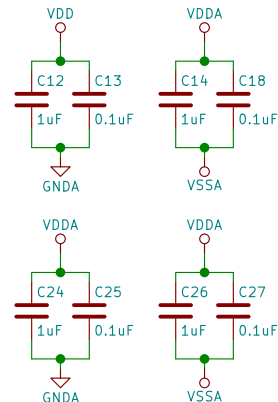 VDD VDDA
C12 C13 C14 C18
1uF 0.1uF 1uF 0.1uF
GNDA VSSA
VDDA VDDA
C24 C25 C26 C27
1uF 0.1uF 1uF 0.1uF
GNDA VSSA